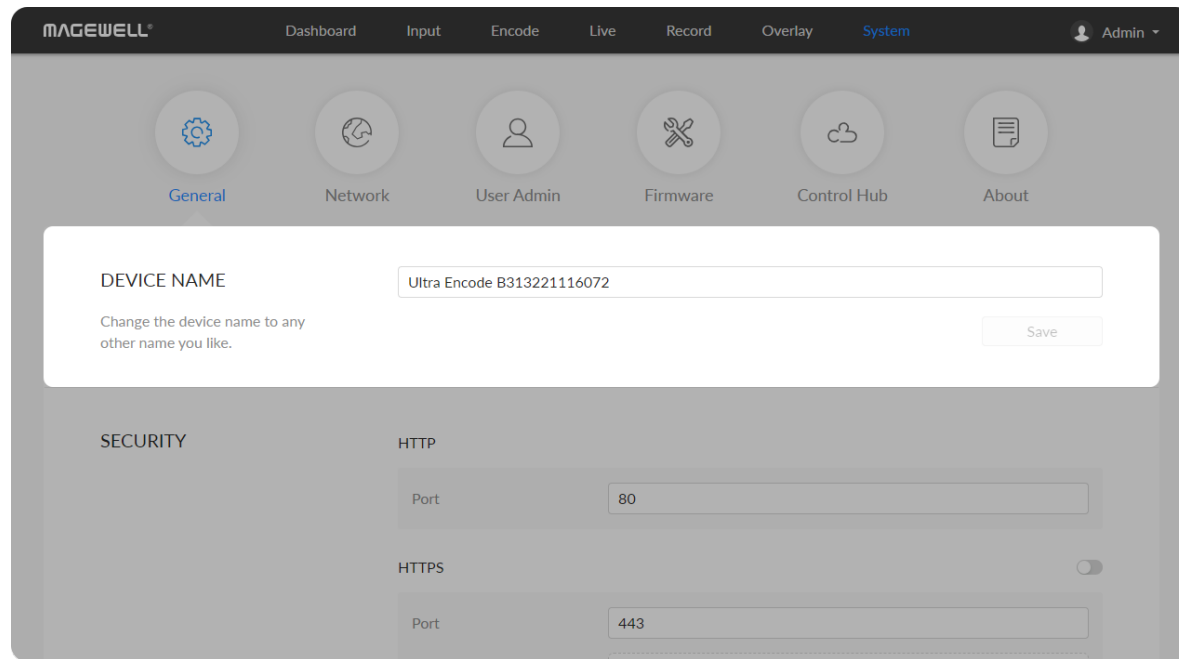 MAGEWELL®
Dashboard Input Encode Live Record Overlay System Admin
General Network User Admin Firmware Control Hub About
DEVICE NAME
Ultra Encode B313221116072
Change the device name to any
other name you like.
Save
SECURITY
HTTP
Port 80
HTTPS
Port 443